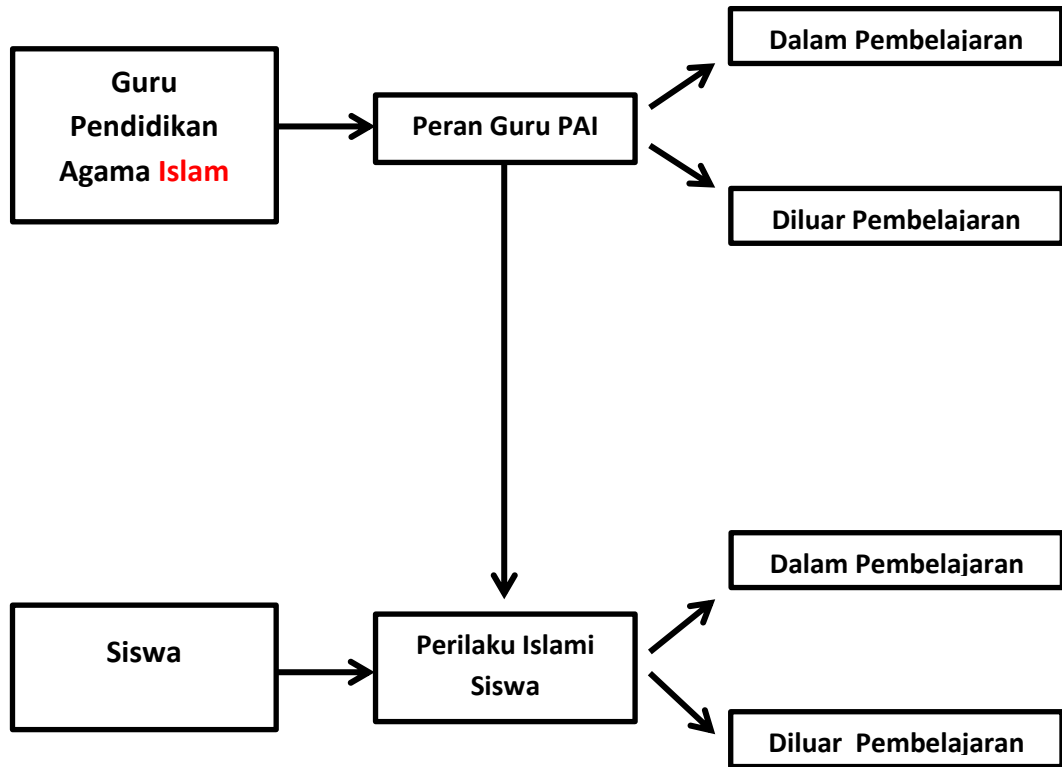 Dalam Pembelajaran
Guru
Pendidikan
Agama Islam
Peran Guru PAI
Diluar Pembelajaran
Dalam Pembelajaran
Siswa
Perilaku Islami
Siswa
Diluar Pembelajaran